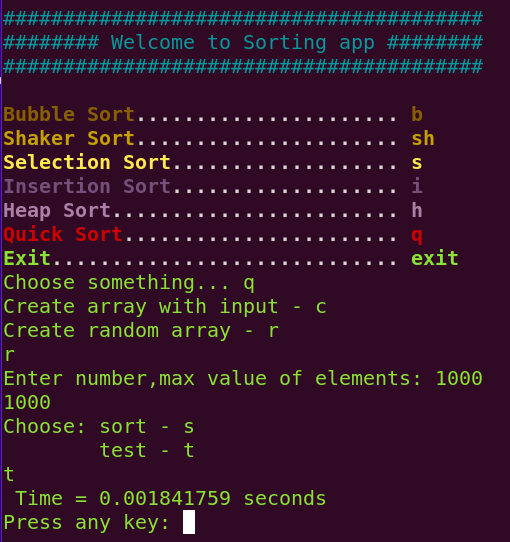 ########################################
######## Welcome to Sorting app ########
########################################
Bubble Sort...................... b
Shaker Sort...................... sh
Selection Sort................... s
Insertion Sort................... i
Heap Sort........................ h
Quick Sort....................... q
Exit............................. exit
Choose something... q
Create array with input - c
Create random array - r
r
Enter number,max value of elements: 1000
1000
Choose: sort - s
        test - t
t
 Time = 0.001841759 seconds
Press any key: